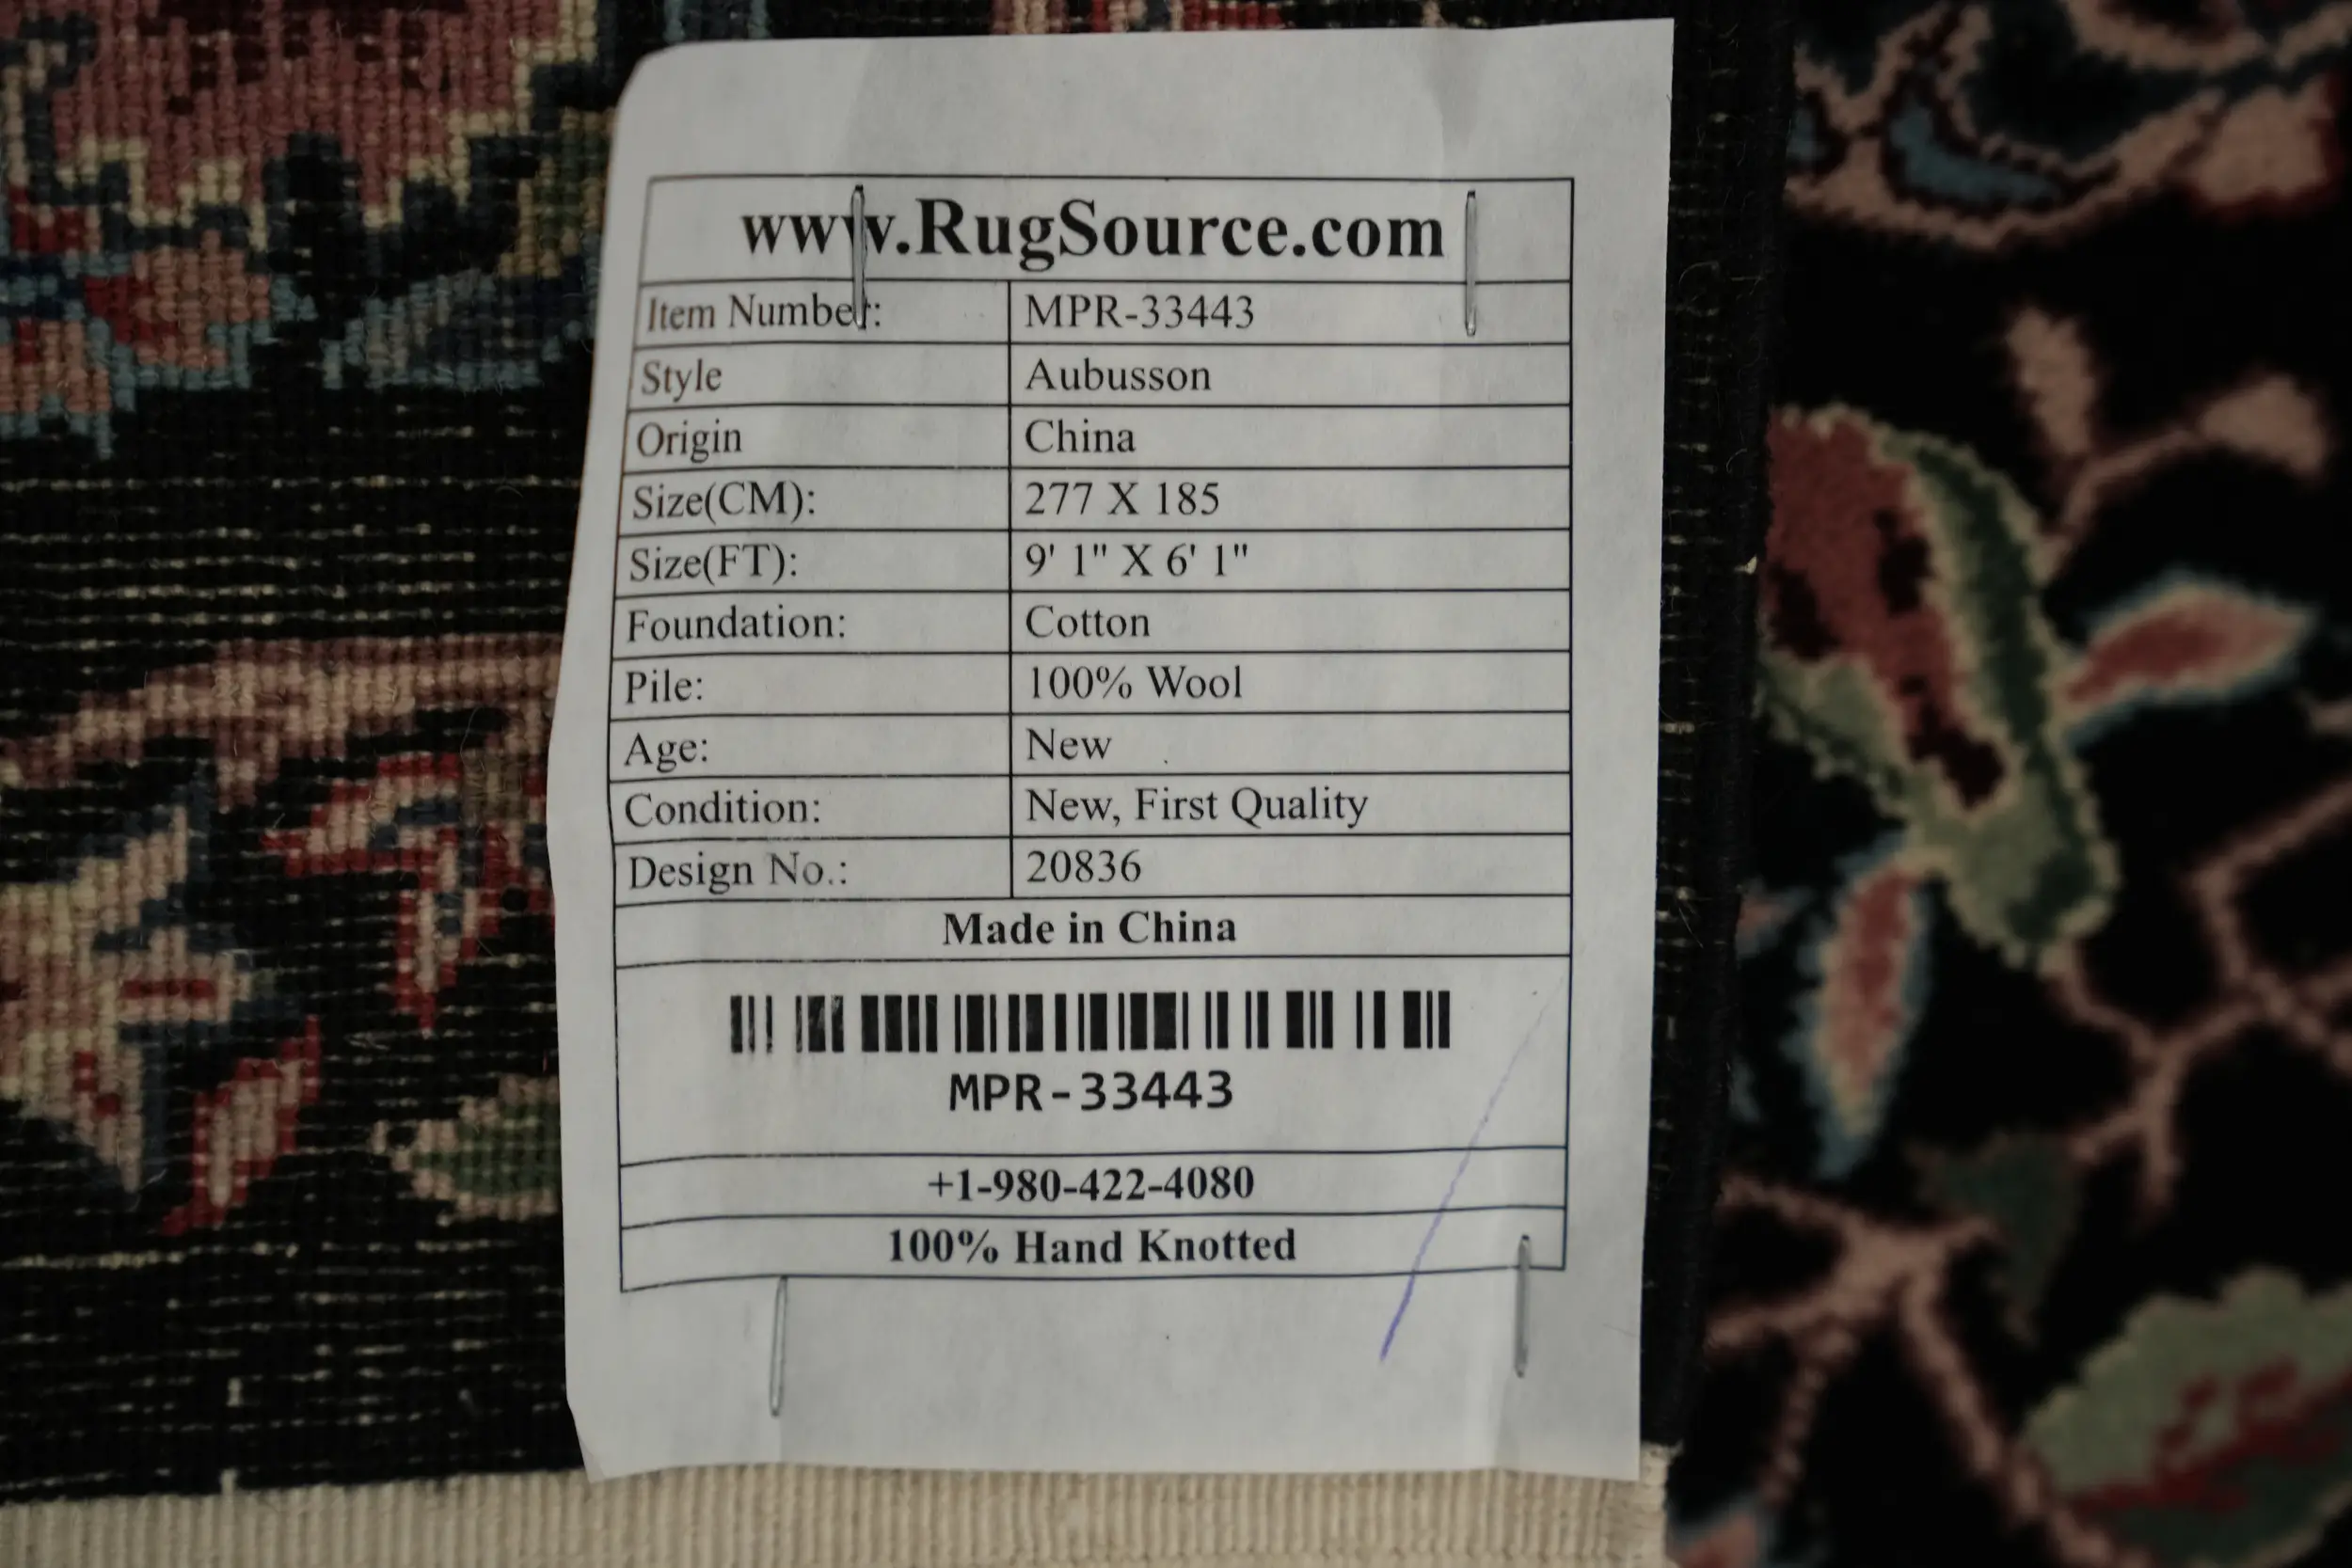 www.RugSource.com
Item Number: MPR-33443
Style Aubusson
Origin China
Size(CM): 277 X 185
Size(FT): 9' 1" X 6' 1"
Foundation: Cotton
Pile: 100% Wool
Age: New
Condition: New, First Quality
Design No.: 20836
Made in China
MPR-33443
+1-980-422-4080
100% Hand Knotted